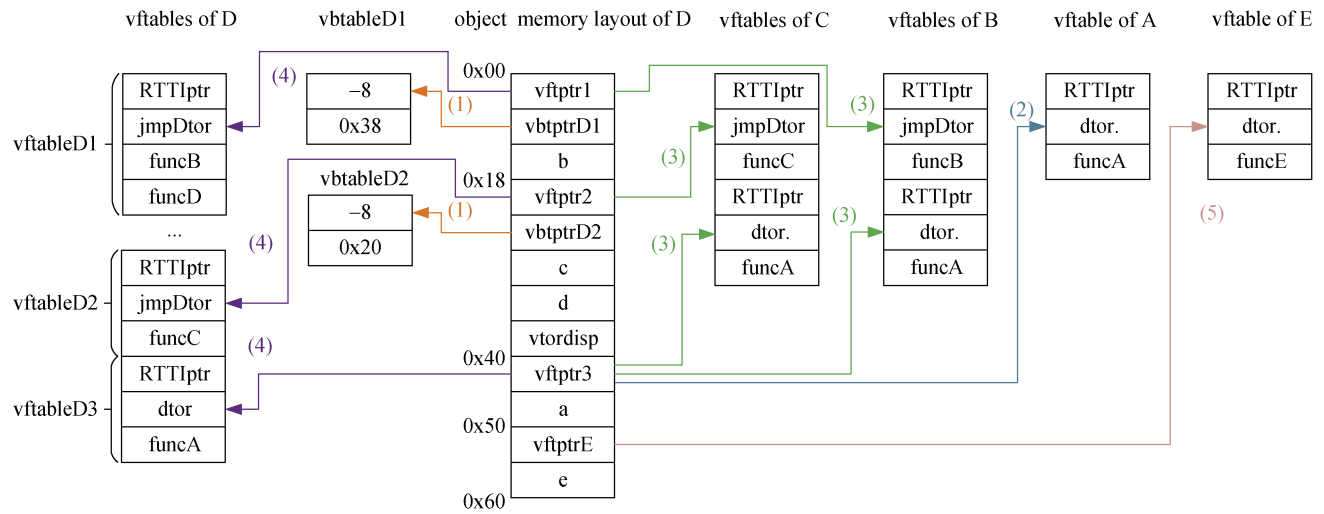 vftables of D
vbtableD1
object
memory layout of D
vftables of C
vftables of B
vftable of A
vftable of E
vftableD1
RTTIptr
jmpDtor
funcB
funcD
...
vftableD2
RTTIptr
jmpDtor
funcC
vftableD3
RTTIptr
dtor
funcA
(4)
(4)
(4)
−8
0x38
(1)
vbtableD2
−8
0x20
(1)
0x00
0x18
0x40
0x50
0x60
vftptr1
vbtptrD1
b
vftptr2
vbtptrD2
c
d
vtordisp
vftptr3
a
vftptrE
e
(3)
(3)
RTTIptr
jmpDtor
funcC
RTTIptr
dtor.
funcA
(3)
(3)
RTTIptr
jmpDtor
funcB
RTTIptr
dtor.
funcA
(2)
RTTIptr
dtor.
funcA
(5)
RTTIptr
dtor.
funcE